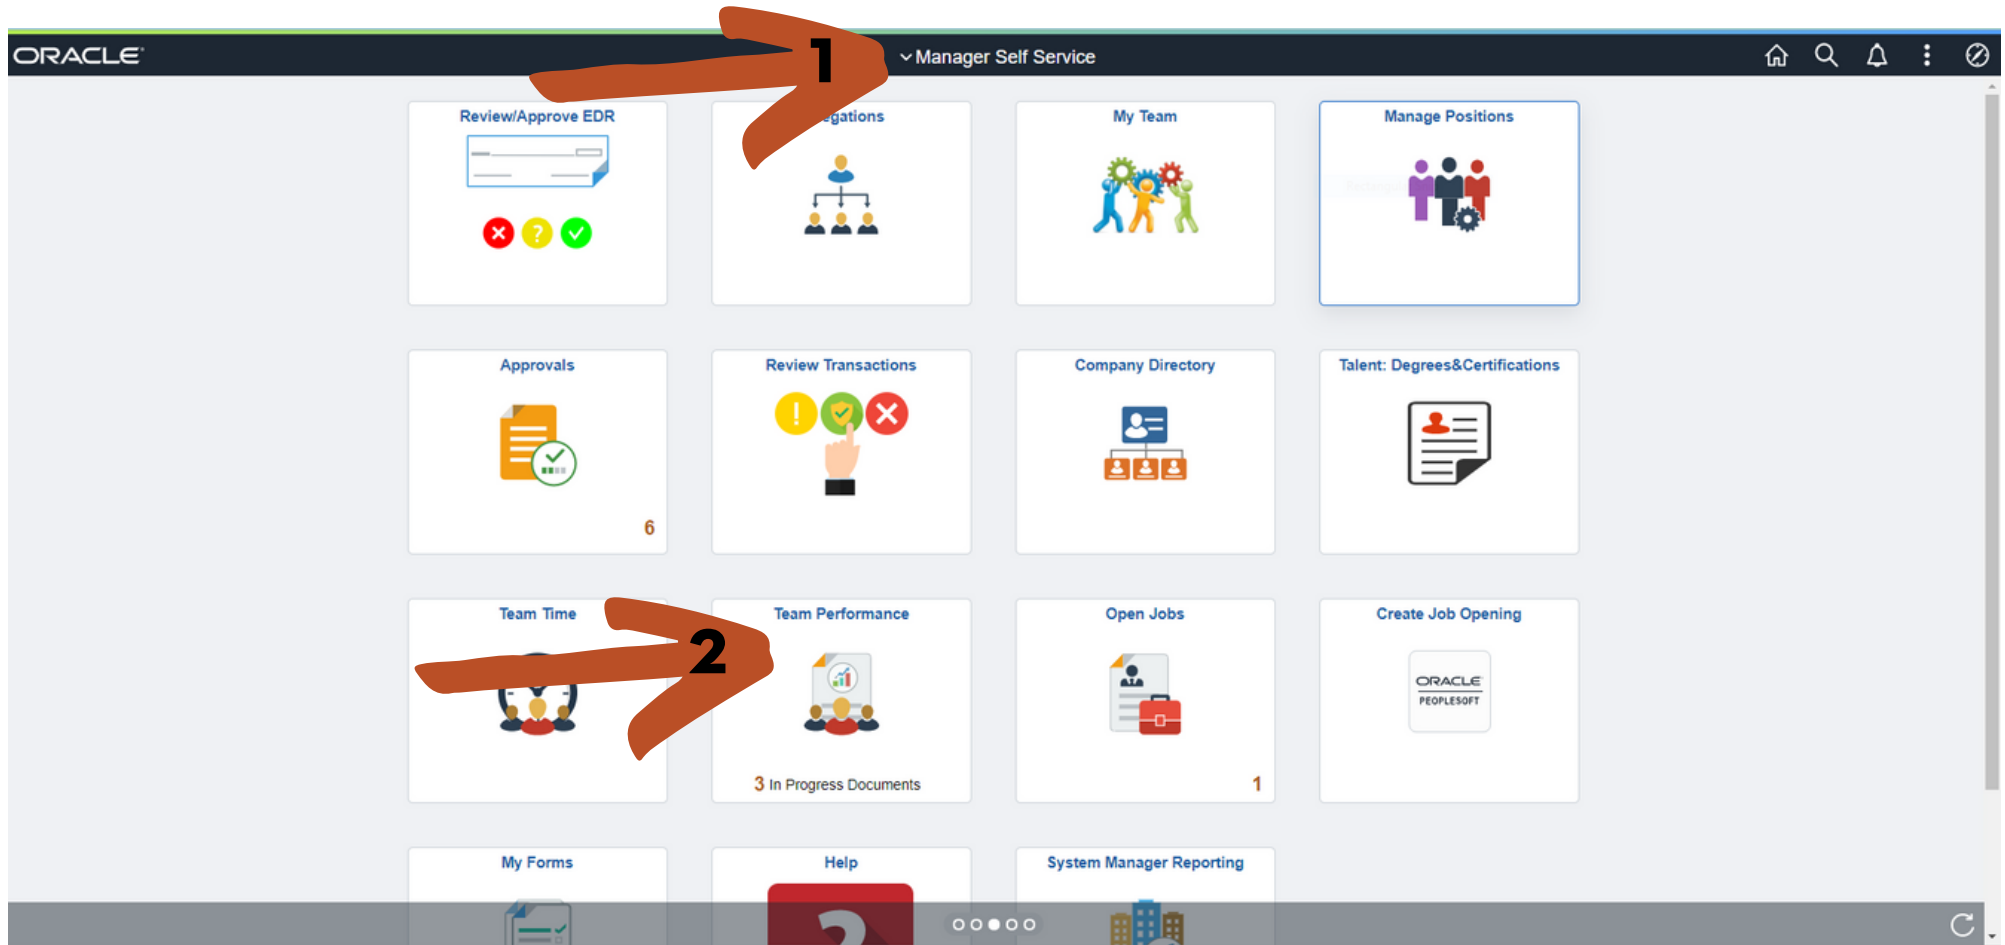 ORACLE
1
Manager Self Service
Review/Approve EDR
egations
My Team
Manage Positions
?
!
Approvals
Review Transactions
Company Directory
Talent: Degrees&Certifications
6
Team Time
2
Team Performance
Open Jobs
Create Job Opening
ORACLE
PEOPLESOFT
3 In Progress Documents
1
My Forms
Help
System Manager Reporting